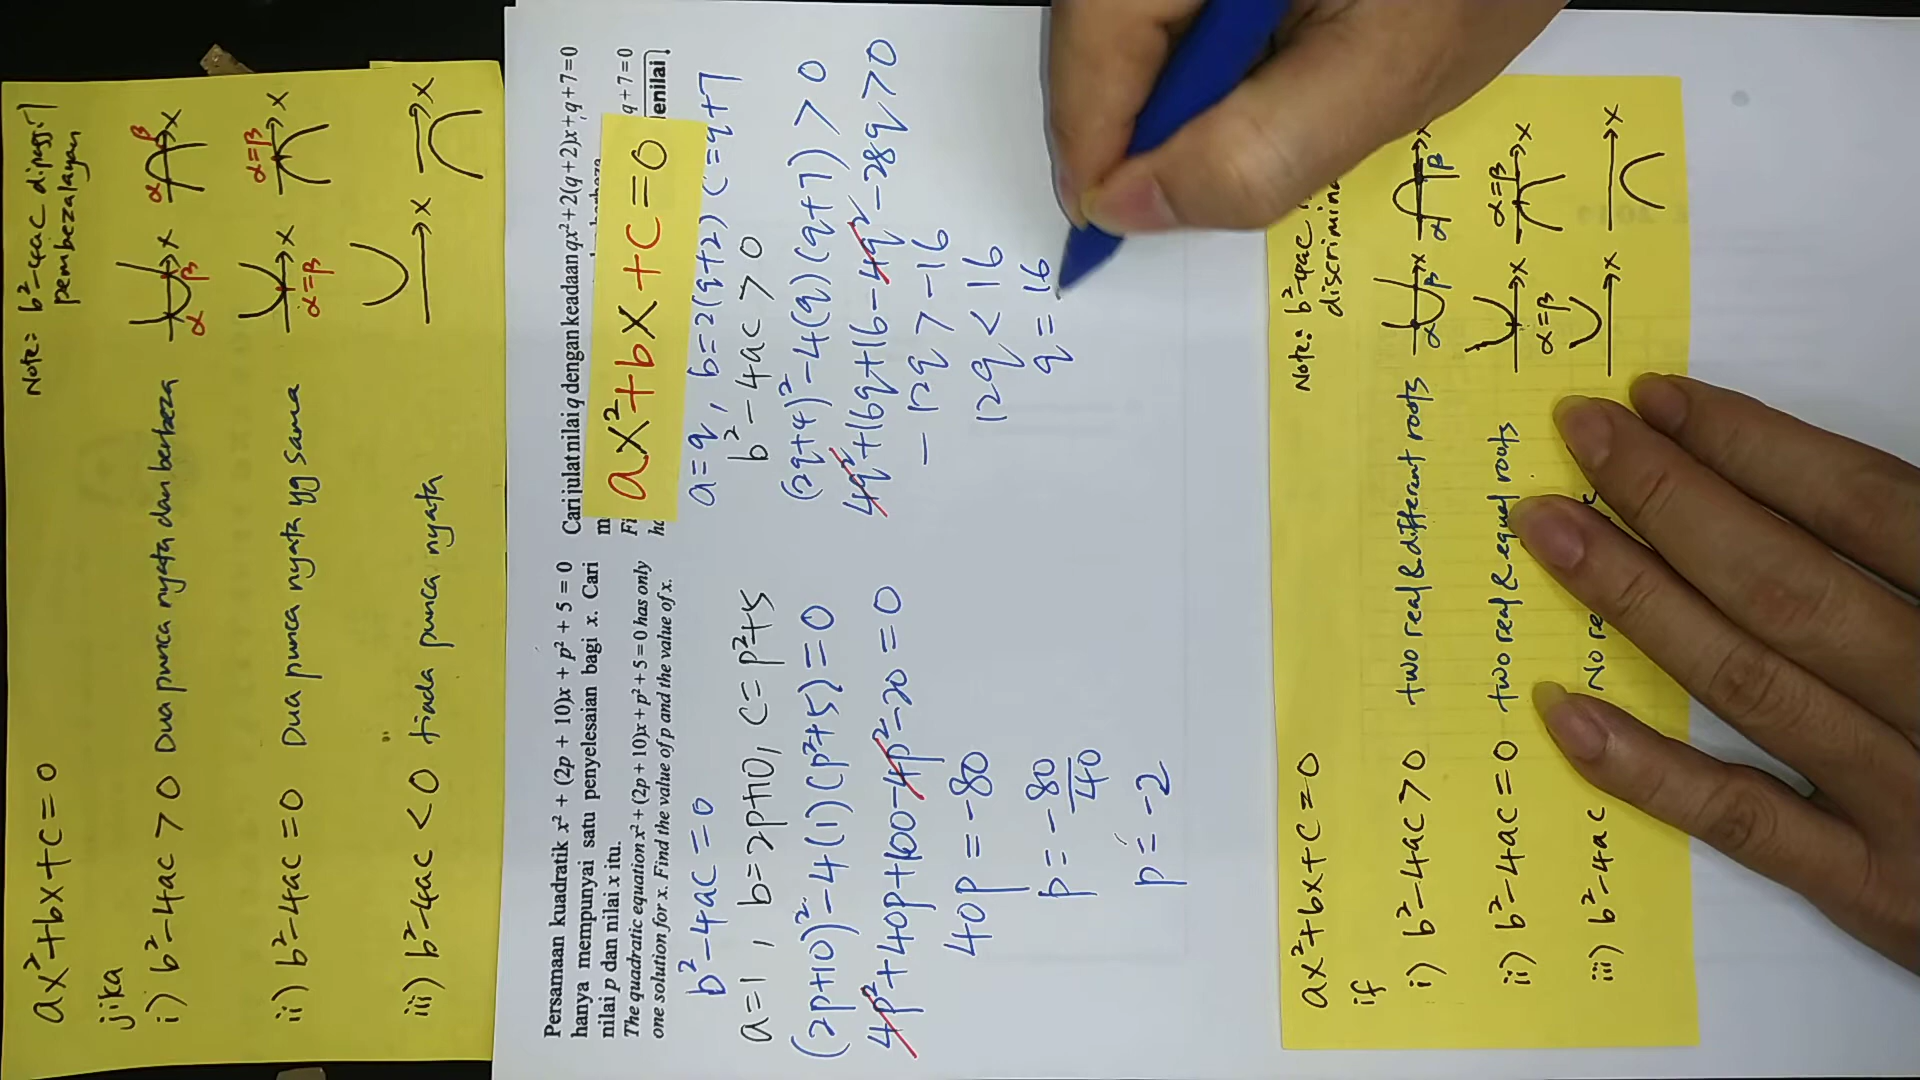 ax²+bx+c=0
Note: b²-4ac dipanggil
pembezalayan
jika
i) b²-4ac > 0 Dua punca nyata dan berbeza
α β x
α β x
ii) b²-4ac = 0 Dua punca nyata yg sama
α=β x
α=β x
iii) b²-4ac < 0 tiada punca nyata
x
x
Persamaan kuadratik x² + (2p + 10)x + p² + 5 = 0
hanya mempunyai satu penyelesaian bagi x. Cari
nilai p dan nilai x itu.
The quadratic equation x² + (2p + 10)x + p² + 5 = 0 has only
one solution for x. Find the value of p and the value of x.
b²-4ac=0
a=1, b=2p+10, c=p²+5
(2p+10)²-4(1)(p²+5)=0
4p²+40p+100-4p²-20=0
40p=-80
p=-80
40
p=-2
Cari julat nilai q dengan keadaan qx² + 2(q + 2)x + q + 7 = 0
q + 7 = 0
enilai
ax²+bx+c=0
a=q, b=2(q+2) c=q+7
b²-4ac > 0
(2q+4)²-4(q)(q+7) > 0
4q²+16q+16-4q²-28q > 0
-12q > -16
12q < 16
q = 16
ax²+bx+c=0
Note: b²-4ac
discrimina
if
i) b²-4ac > 0 two real & different roots
α β x
α β x
ii) b²-4ac = 0 two real & equal roots
α=β x
α=β x
iii) b²-4ac No re
x
x